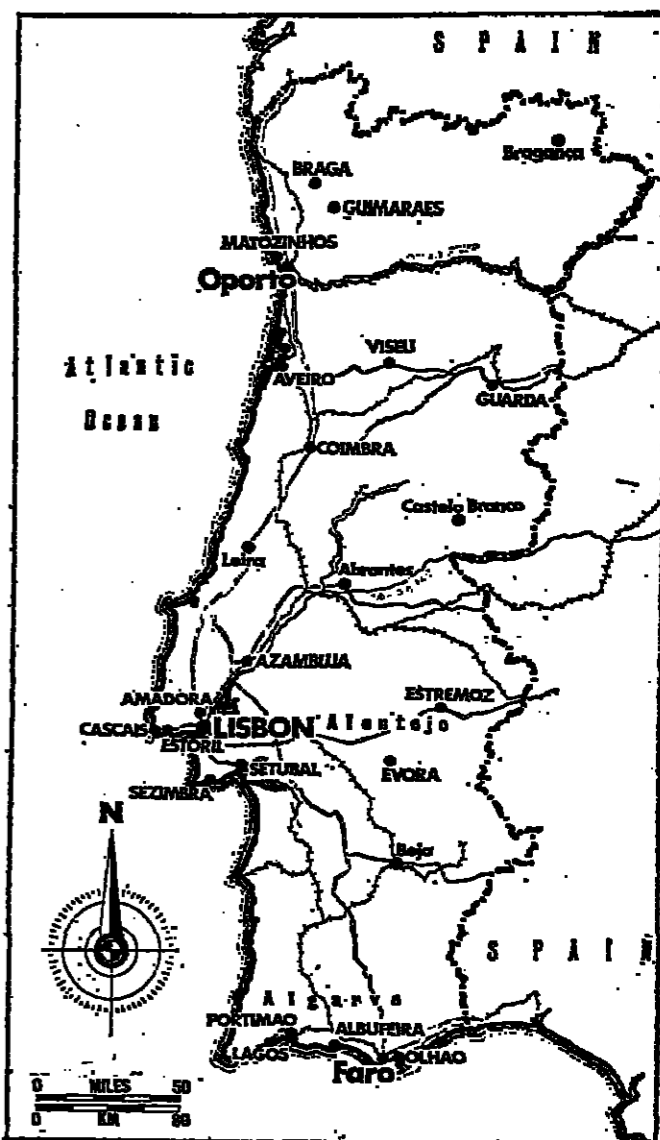 SPAIN
Bragança
BRAGA
GUIMARAES
MATOZINHOS
Oporto
Atlantic
Ocean
VISEU
AVEIRO
GUARDA
COIMBRA
Castelo Branco
Leira
Abrantes
AZAMBUJA
AMADORA
ESTREMOZ
CASCAIS
LISBON
Alentejo
ESTORIL
SETUBAL
EVORA
SEZIMBRA
N
Beja
SPAIN
Algarve
PORTIMAO
ALBUFEIRA
LAGOS
Faro
OLHAO
0 MILES 50
0 KM 80